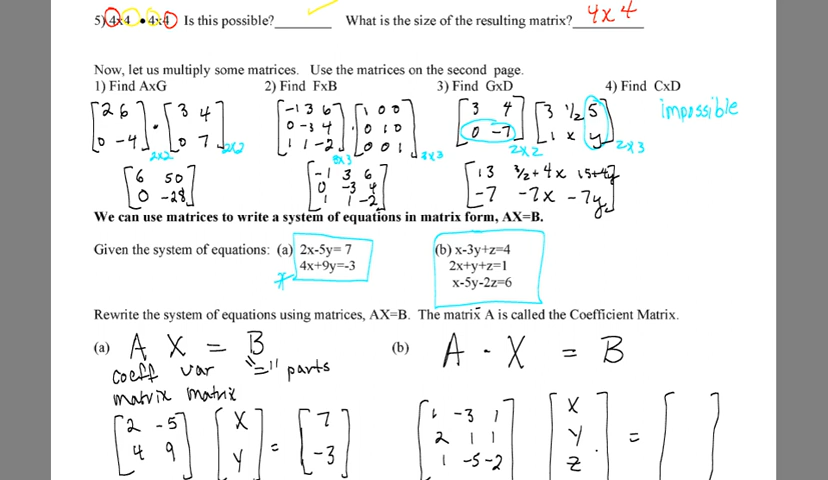 5) 4x4 • 4x4 Is this possible?_______ What is the size of the resulting matrix? 4x4
Now, let us multiply some matrices. Use the matrices on the second page.
1) Find AxG 2) Find FxB 3) Find GxD 4) Find CxD
[2 6] • [3 4] [-1 3 6] • [1 0 0] [3 4] [3 1/2 5] impossible
[0 -4] [0 7] [0 -3 4] [0 1 0] [0 -7] [1 x y]
[1 1 -2] [0 0 1]
2x2 2x2 3x3 3x3 2x2 2x3
[6 50] [-1 3 6] [13 3/2+4x 15+4y]
[0 -28] [0 -3 4] [-7 -7x -7y]
[1 1 -2]
We can use matrices to write a system of equations in matrix form, AX=B.
Given the system of equations: (a) 2x-5y= 7 (b) x-3y+z=4
4x+9y=-3 2x+y+z=1
x-5y-2z=6
Rewrite the system of equations using matrices, AX=B. The matrix A is called the Coefficient Matrix.
(a) A X = B (b) A • X = B
coeff var "=" parts
matrix matrix
[2 -5] [x] = [7] [1 -3 1] [x] = [ ]
[4 9] [y] [-3] [2 1 1] [y]
[1 -5 -2] [z]